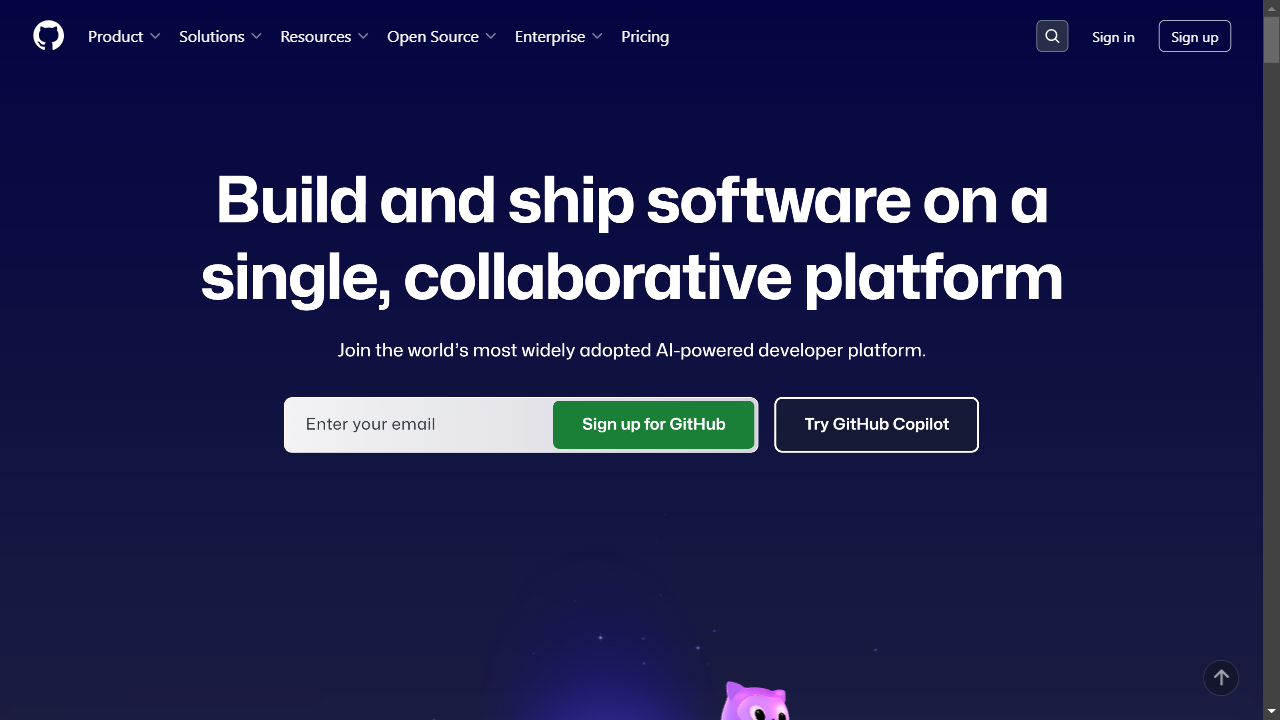 Product Solutions Resources Open Source Enterprise Pricing Sign in Sign up
Build and ship software on a
single, collaborative platform
Join the world’s most widely adopted AI-powered developer platform.
Enter your email Sign up for GitHub Try GitHub Copilot